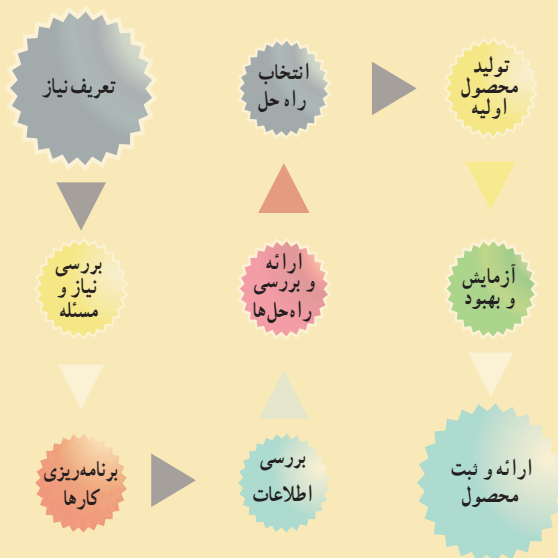 تعریف نیاز
بررسی
نیاز و
مسئله
برنامه‌ریزی
کارها
بررسی
اطلاعات
ارائه
و بررسی
راه‌حل‌ها
انتخاب
راه حل
تولید
محصول
اولیه
آزمایش
و بهبود
ارائه و ثبت
محصول